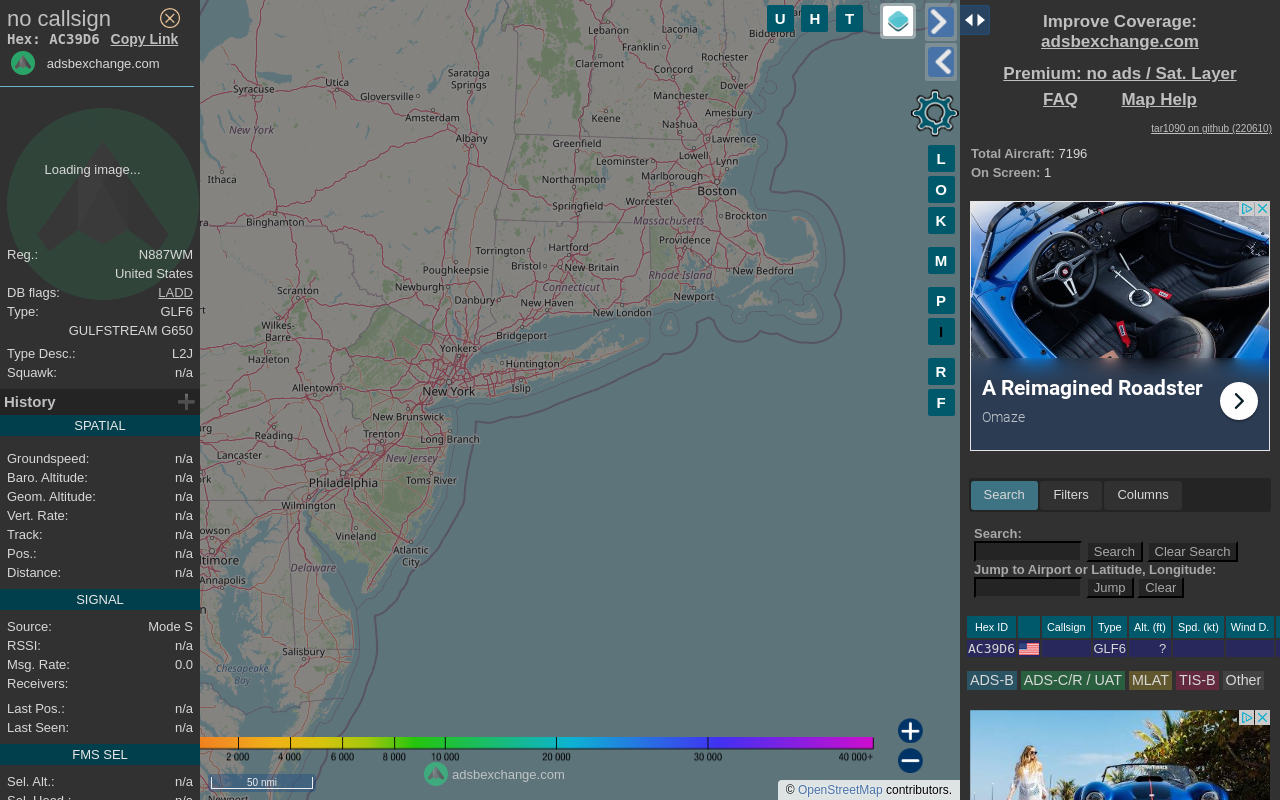 no callsign
Hex: AC39D6 Copy Link
adsbexchange.com
Loading image...
Reg.: N887WM
United States
DB flags: LADD
Type: GLF6
GULFSTREAM G650
Type Desc.: L2J
Squawk: n/a
History
SPATIAL
Groundspeed: n/a
Baro. Altitude: n/a
Geom. Altitude: n/a
Vert. Rate: n/a
Track: n/a
Pos.: n/a
Distance: n/a
SIGNAL
Source: Mode S
RSSI: n/a
Msg. Rate: 0.0
Receivers:
Last Pos.: n/a
Last Seen: n/a
FMS SEL
Sel. Alt.: n/a
Sel. Head.: n/a
U H T
Lebanon
Laconia
Biddeford
Franklin
Claremont
Rochester
Concord
Dover
Saratoga
Springs
Utica
Syracuse
Gloversville
Manchester
Amesbury
Amsterdam
Keene
Nashua
New York
Albany
Greenfield
Lawrence
Lowell
Lynn
Leominster
Ithaca
Northampton
Marlborough
Boston
Worcester
Springfield
Brockton
Binghamton
Massachusetts
Providence
Hartford
Torrington
Bristol
New Britain
Poughkeepsie
New Bedford
Rhode Island
Connecticut
Newburgh
Scranton
Danbury
New Haven
Newport
New London
Wilkes-
Barre
Bridgeport
Yonkers
Hazleton
Huntington
Islip
Allentown
New York
New Brunswick
Reading
Trenton
Long Branch
Lancaster
New Jersey
Philadelphia
Toms River
Wilmington
Vineland
Atlantic
City
Delaware
Annapolis
Salisbury
Chesapeake
Bay
L
O
K
M
P
I
R
F
2 000 4 000 6 000 8 000 10 000 20 000 30 000 40 000+
50 nmi
adsbexchange.com
© OpenStreetMap contributors.
Improve Coverage:
adsbexchange.com
Premium: no ads / Sat. Layer
FAQ Map Help
tar1090 on github (220610)
Total Aircraft: 7196
On Screen: 1
A Reimagined Roadster
Omaze
Search Filters Columns
Search:
Search Clear Search
Jump to Airport or Latitude, Longitude:
Jump Clear
Hex ID Callsign Type Alt. (ft) Spd. (kt) Wind D.
AC39D6 GLF6 ?
ADS-B ADS-C/R / UAT MLAT TIS-B Other